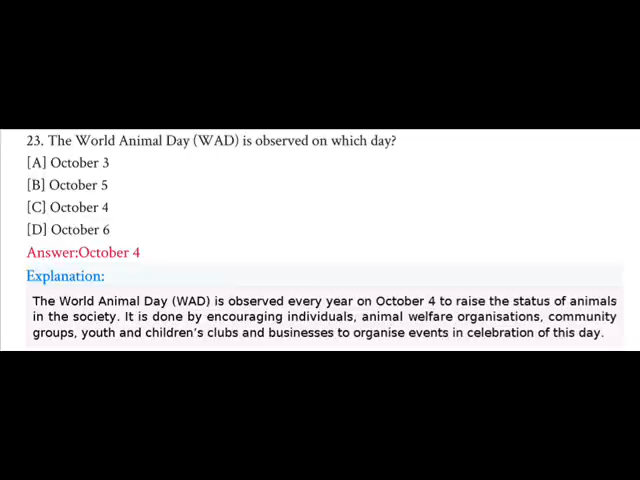 23. The World Animal Day (WAD) is observed on which day?
[A] October 3
[B] October 5
[C] October 4
[D] October 6
Answer:October 4
Explanation:
The World Animal Day (WAD) is observed every year on October 4 to raise the status of animals
in the society. It is done by encouraging individuals, animal welfare organisations, community
groups, youth and children’s clubs and businesses to organise events in celebration of this day.